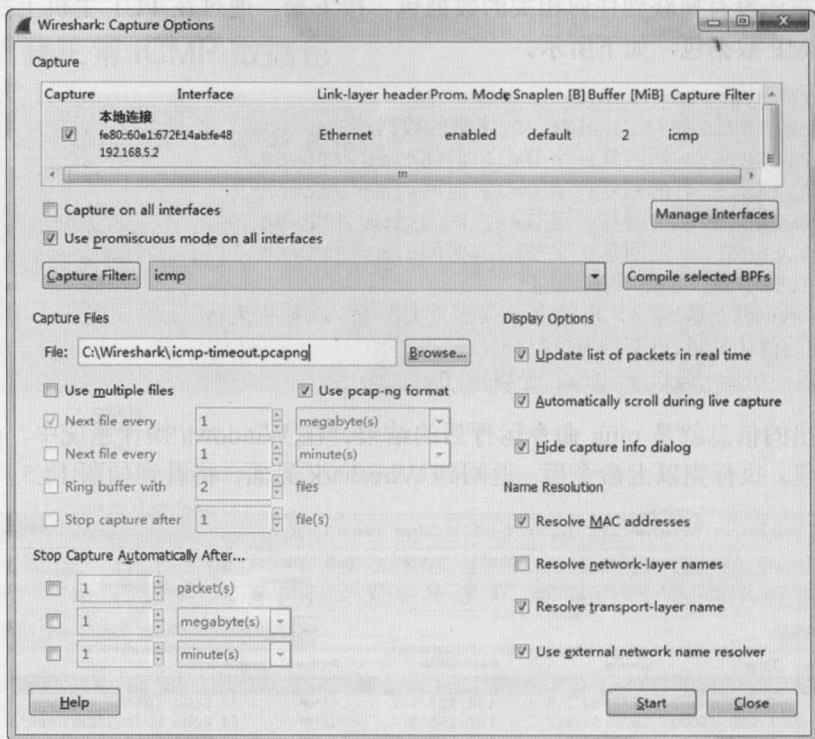 Wireshark: Capture Options
Capture
Capture Interface Link-layer header Prom. Mode Snaplen [B] Buffer [MiB] Capture Filter
本地连接
fe80::60e1:672f:14ab:fe48 Ethernet enabled default 2 icmp
192.168.5.2
Capture on all interfaces
Manage Interfaces
Use promiscuous mode on all interfaces
Capture Filter: icmp Compile selected BPFs
Capture Files
Display Options
File: C:\Wireshark\icmp-timeout.pcapng Browse...
Update list of packets in real time
Use multiple files Use pcap-ng format
Automatically scroll during live capture
Next file every 1 megabyte(s)
Next file every 1 minute(s)
Hide capture info dialog
Ring buffer with 2 files
Name Resolution
Stop capture after 1 file(s)
Resolve MAC addresses
Stop Capture Automatically After...
Resolve network-layer names
1 packet(s)
Resolve transport-layer name
1 megabyte(s)
1 minute(s)
Use external network name resolver
Help Start Close